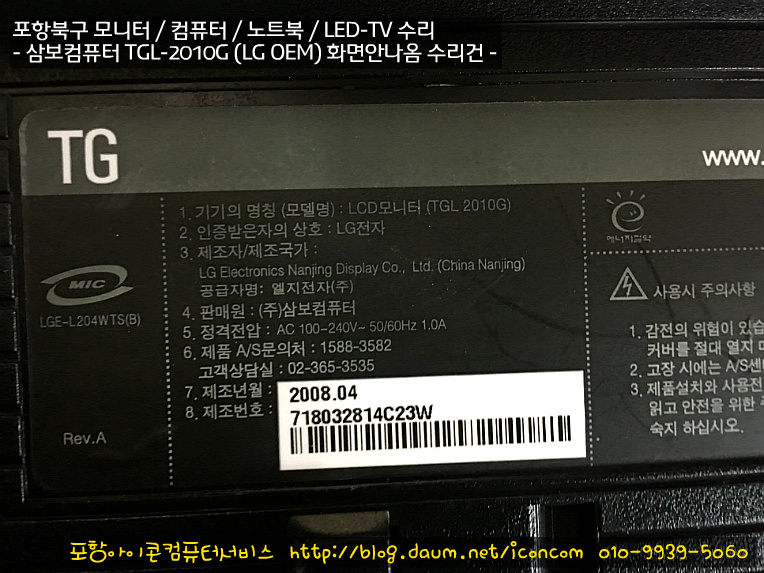 포항북구 모니터 / 컴퓨터 / 노트북 / LED-TV 수리
- 삼보컴퓨터 TGL-2010G (LG OEM) 화면안나옴 수리건 -
TG
www.
1. 기기의 명칭 (모델명) : LCD모니터 (TGL 2010G)
2. 인증받은자의 상호 : LG전자
3. 제조자/제조국가 :
LG Electronics Nanjing Display Co., Ltd. (China Nanjing)
공급자명: 엘지전자(주)
4. 판매원 : (주)삼보컴퓨터
5. 정격전압 : AC 100~240V~ 50/60Hz 1.0A
6. 제품 A/S문의처 : 1588-3582
고객상담실 : 02-365-3535
7. 제조년월 : 2008.04
8. 제조번호 : 718032814C23W
MIC
LGE-L204WTS(B)
Rev.A
에너지절약
사용시 주의사항
1. 감전의 위험이 있습
커버를 절대 열지 마
2. 고장 시에는 A/S센터
3. 제품설치와 사용전
읽고 안전을 위한
숙지 하십시오.
포항아이콘컴퓨터서비스 http://blog.daum.net/iconcom 010-9939-5060